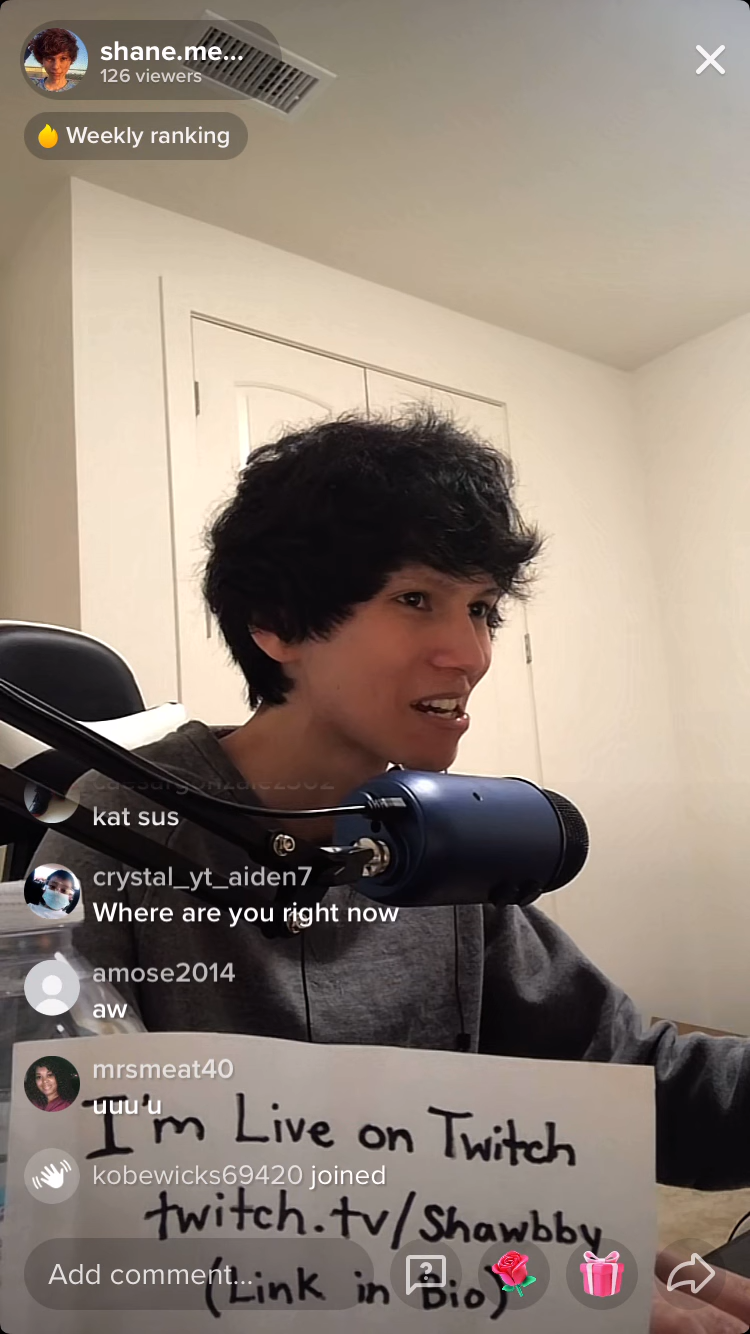 shane.me...
126 viewers
Weekly ranking
kat sus
crystal_yt_aiden7
Where are you right now
amose2014
aw
mrsmeat40
uuu'u
I'm Live on Twitch
kobewicks69420 joined
twitch.tv/Shawbby
Add comment...
(Link in Bio)